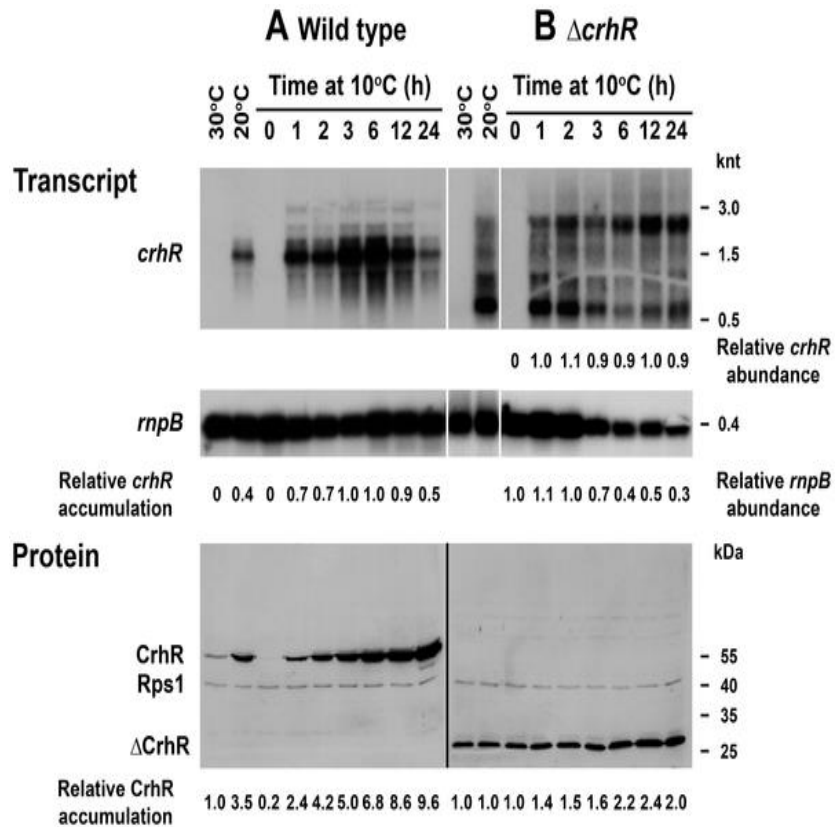 A Wild type
B ΔcrhR
Time at 10°C (h)
Time at 10°C (h)
30°C 20°C 0 1 2 3 6 12 24
30°C 20°C 0 1 2 3 6 12 24
Transcript
knt
crhR
- 3.0
- 1.5
- 0.5
0 1.0 1.1 0.9 0.9 1.0 0.9
Relative crhR
abundance
rnpB
- 0.4
Relative crhR
accumulation
0 0.4 0 0.7 0.7 1.0 1.0 0.9 0.5
1.0 1.1 1.0 0.7 0.4 0.5 0.3
Relative rnpB
abundance
Protein
kDa
CrhR
Rps1
ΔCrhR
- 55
- 40
- 35
- 25
Relative CrhR
accumulation
1.0 3.5 0.2 2.4 4.2 5.0 6.8 8.6 9.6
1.0 1.0 1.0 1.4 1.5 1.6 2.2 2.4 2.0